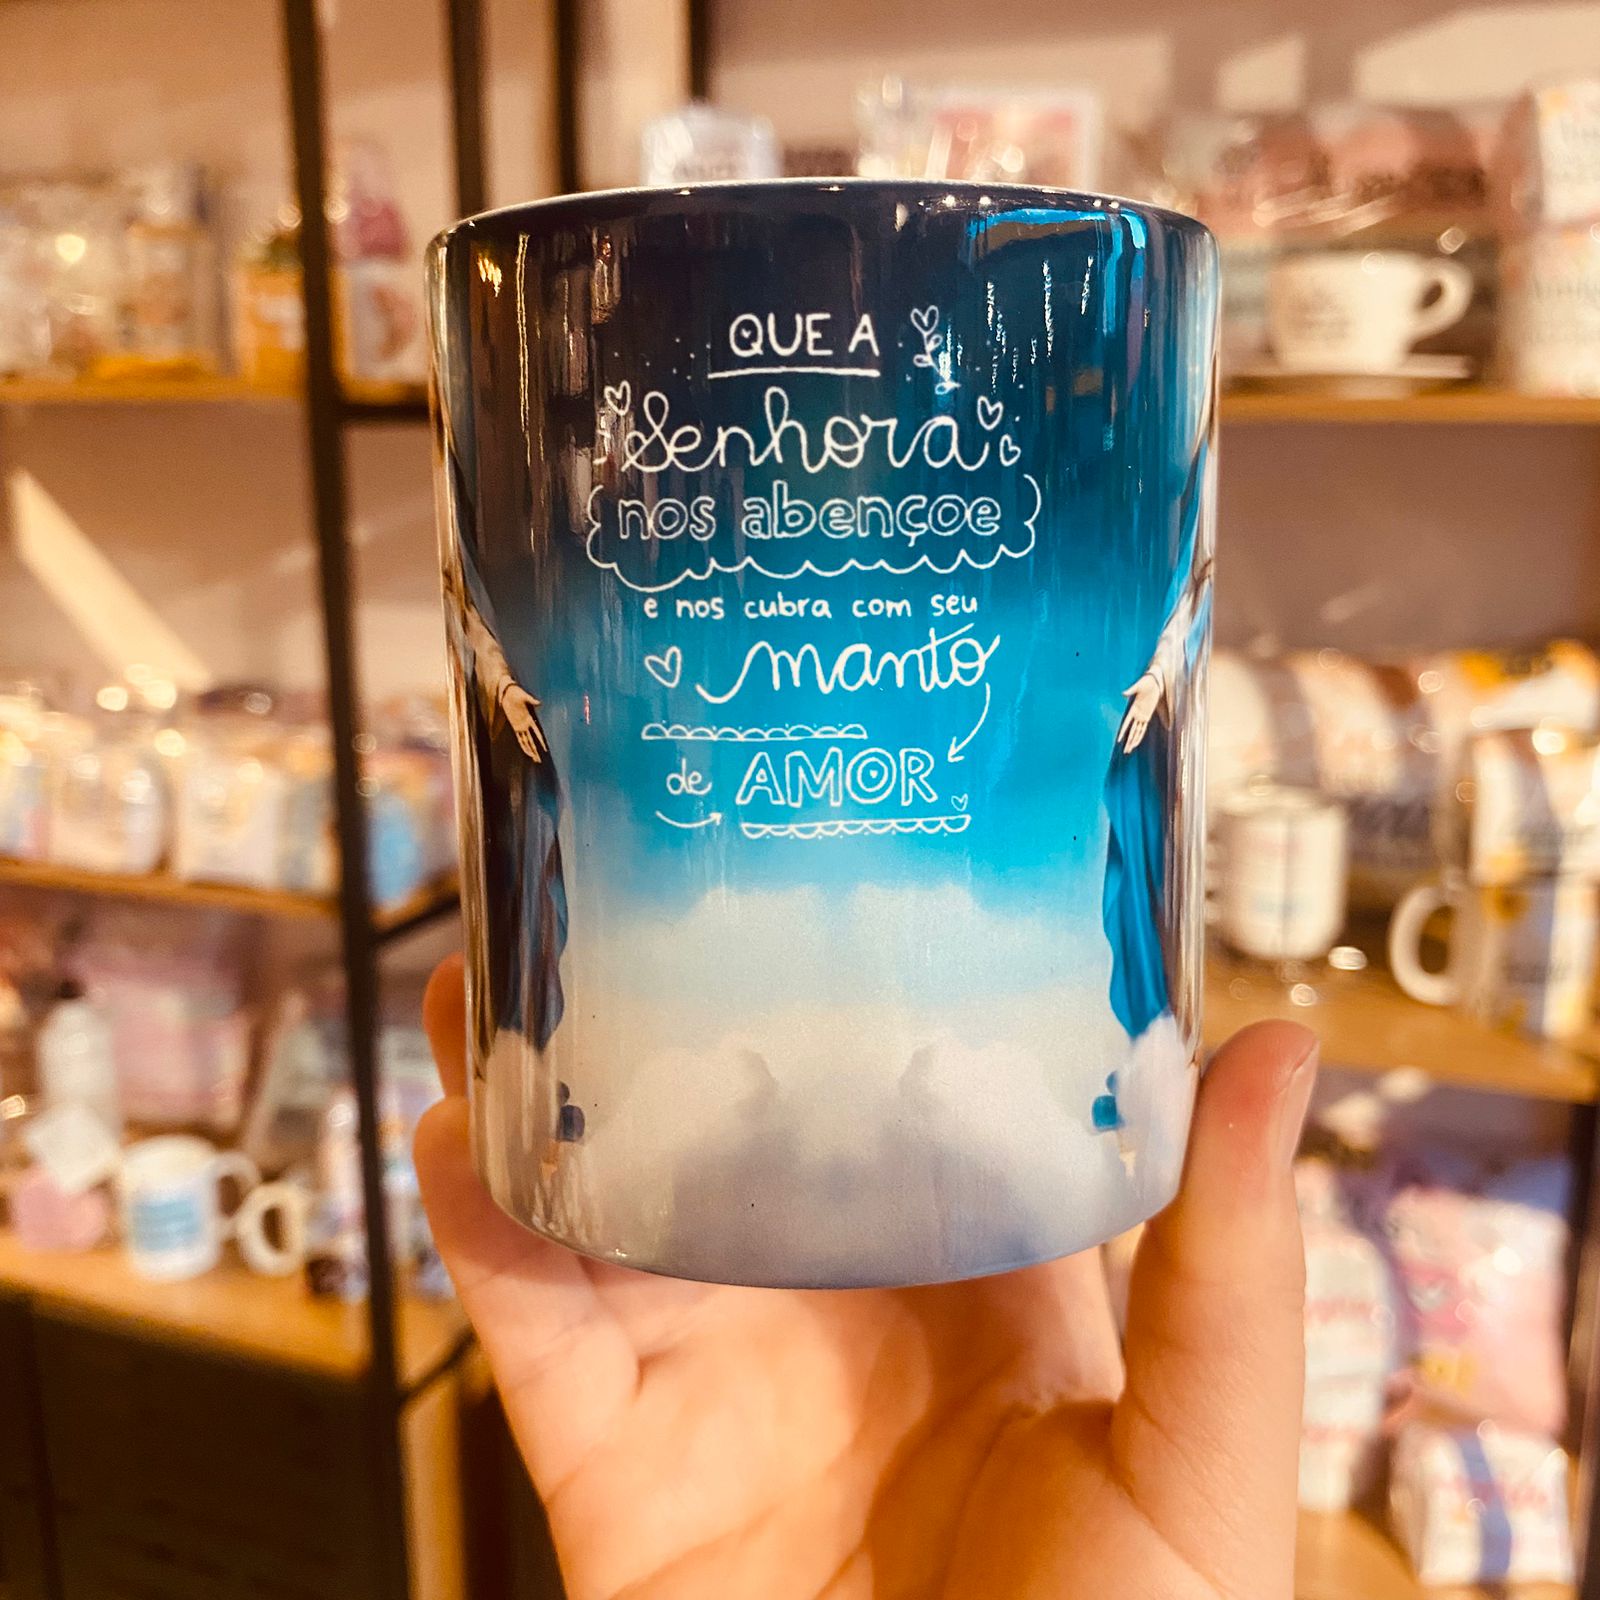 QUE A
Senhora
nos abençoe
e nos cubra com seu
manto
de AMOR